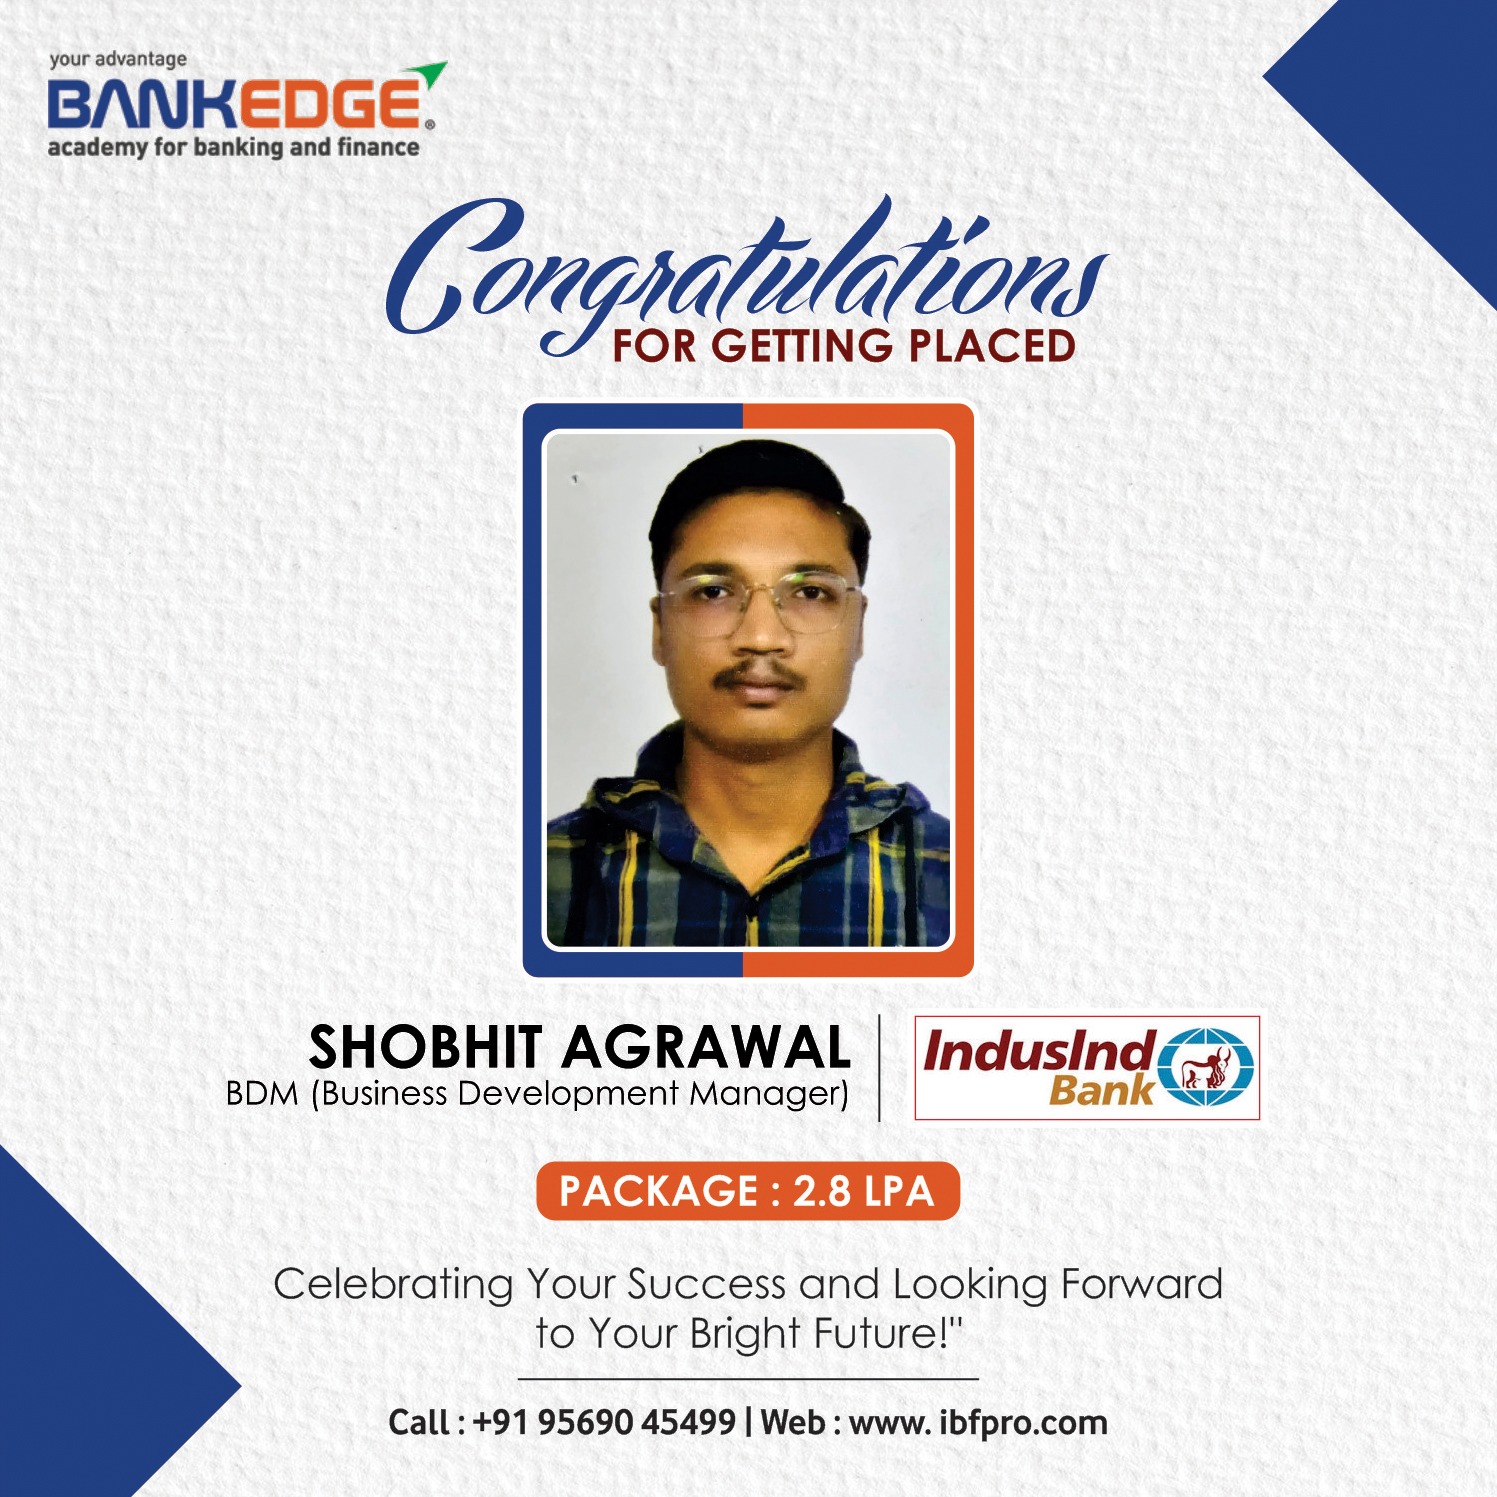 your advantage
BANKEDGE®
academy for banking and finance
Congratulations
FOR GETTING PLACED
SHOBHIT AGRAWAL
BDM (Business Development Manager)
IndusInd
Bank
PACKAGE : 2.8 LPA
Celebrating Your Success and Looking Forward
to Your Bright Future!"
Call : +91 95690 45499 | Web : www. ibfpro.com